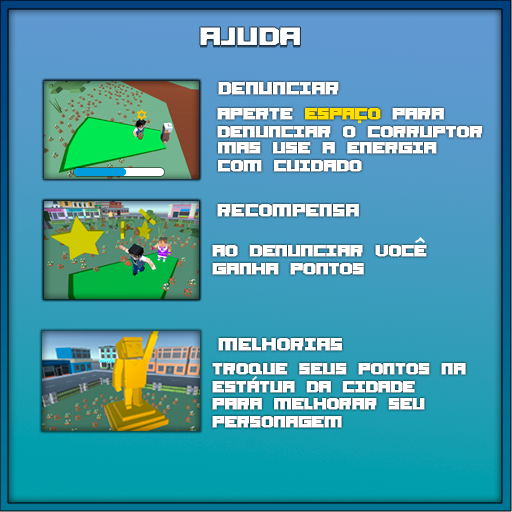 AJUDA
DENUNCIAR
APERTE ESPAÇO PARA
DENUNCIAR O CORRUPTOR
MAS USE A ENERGIA
COM CUIDADO
RECOMPENSA
AO DENUNCIAR VOCÊ
GANHA PONTOS
MELHORIAS
TROQUE SEUS PONTOS NA
ESTÁTUA DA CIDADE
PARA MELHORAR SEU
PERSONAGEM